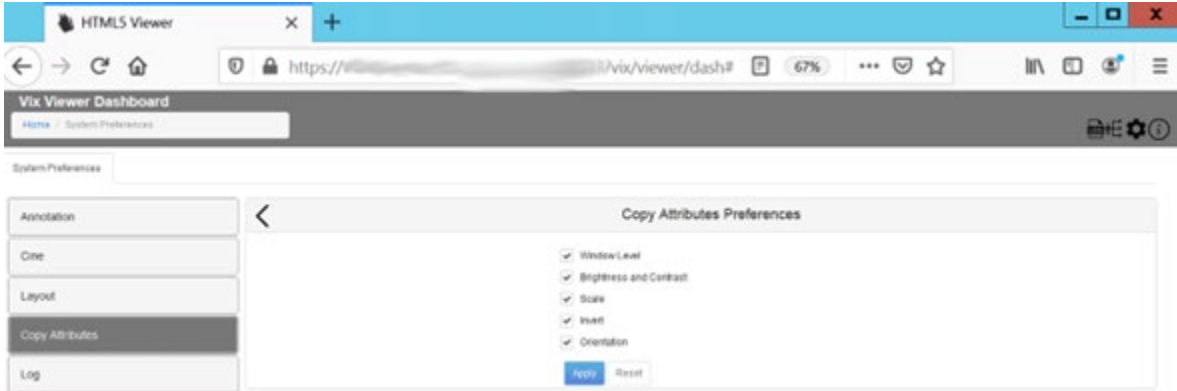 HTML5 Viewer
https:// /vix/viewer/dash# 67%
Vix Viewer Dashboard
Home / System Preferences
System Preferences
Annotation
Copy Attributes Preferences
Cine
Window Level
Brightness and Contrast
Layout
Scale
Invert
Copy Attributes
Orientation
Log
Apply Reset